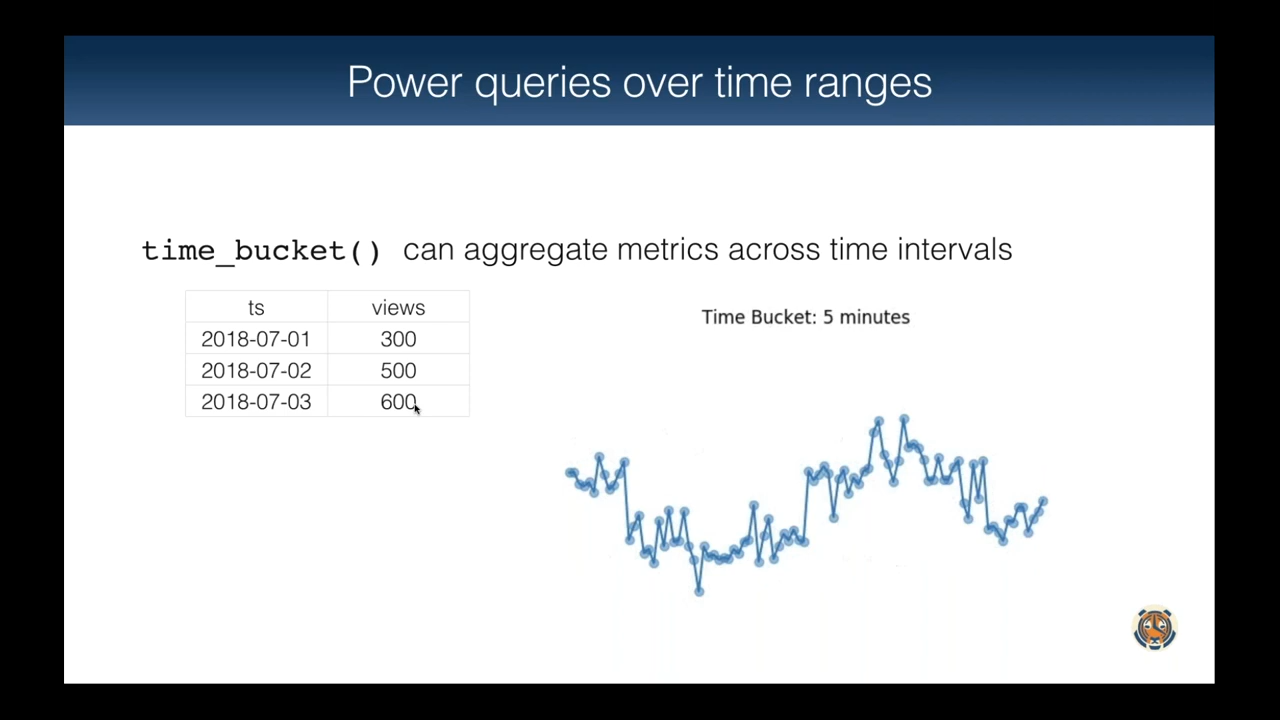 Power queries over time ranges
time_bucket() can aggregate metrics across time intervals
ts views
2018-07-01 300
2018-07-02 500
2018-07-03 600
Time Bucket: 5 minutes